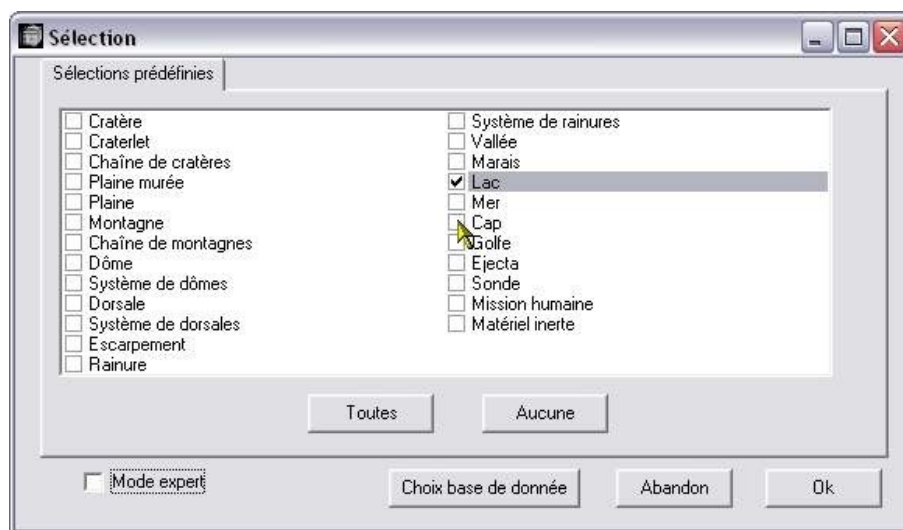 Sélection
Sélections prédéfinies
Cratère
Craterlet
Chaîne de cratères
Plaine murée
Plaine
Montagne
Chaîne de montagnes
Dôme
Système de dômes
Dorsale
Système de dorsales
Escarpement
Rainure
Système de rainures
Vallée
Marais
Lac
Mer
Cap
Golfe
Ejecta
Sonde
Mission humaine
Matériel inerte
Toutes
Aucune
Mode expert
Choix base de donnée
Abandon
Ok